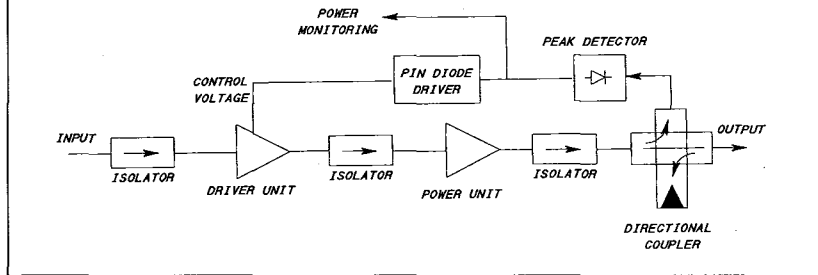 POWER
MONITORING
PEAK DETECTOR
PIN DIODE
DRIVER
CONTROL
VOLTAGE
INPUT
OUTPUT
ISOLATOR
DRIVER UNIT
ISOLATOR
POWER UNIT
ISOLATOR
DIRECTIONAL
COUPLER